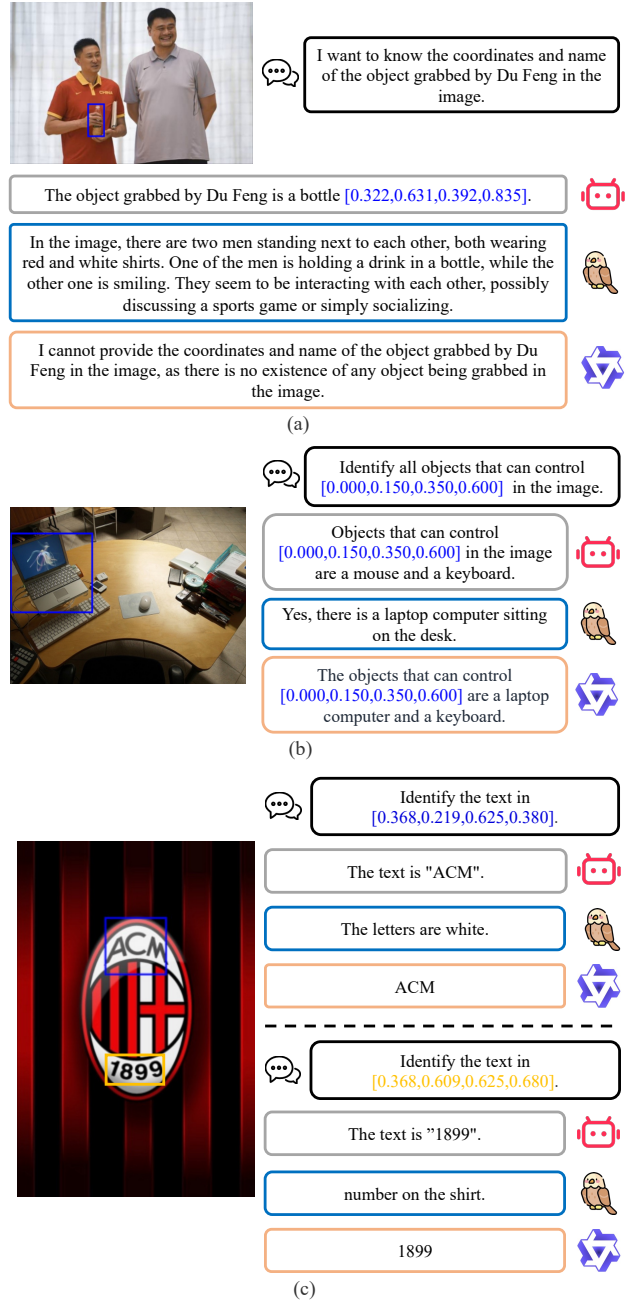 I want to know the coordinates and name
of the object grabbed by Du Feng in the
image.
The object grabbed by Du Feng is a bottle [0.322,0.631,0.392,0.835].
In the image, there are two men standing next to each other, both wearing
red and white shirts. One of the men is holding a drink in a bottle, while the
other one is smiling. They seem to be interacting with each other, possibly
discussing a sports game or simply socializing.
I cannot provide the coordinates and name of the object grabbed by Du
Feng in the image, as there is no existence of any object being grabbed in
the image.
(a)
Identify all objects that can control
[0.000,0.150,0.350,0.600] in the image.
Objects that can control
[0.000,0.150,0.350,0.600] in the image
are a mouse and a keyboard.
Yes, there is a laptop computer sitting
on the desk.
The objects that can control
[0.000,0.150,0.350,0.600] are a laptop
computer and a keyboard.
(b)
Identify the text in
[0.368,0.219,0.625,0.380].
The text is "ACM".
The letters are white.
ACM
ACM
1899
Identify the text in
[0.368,0.609,0.625,0.680].
The text is ”1899".
number on the shirt.
1899
(c)